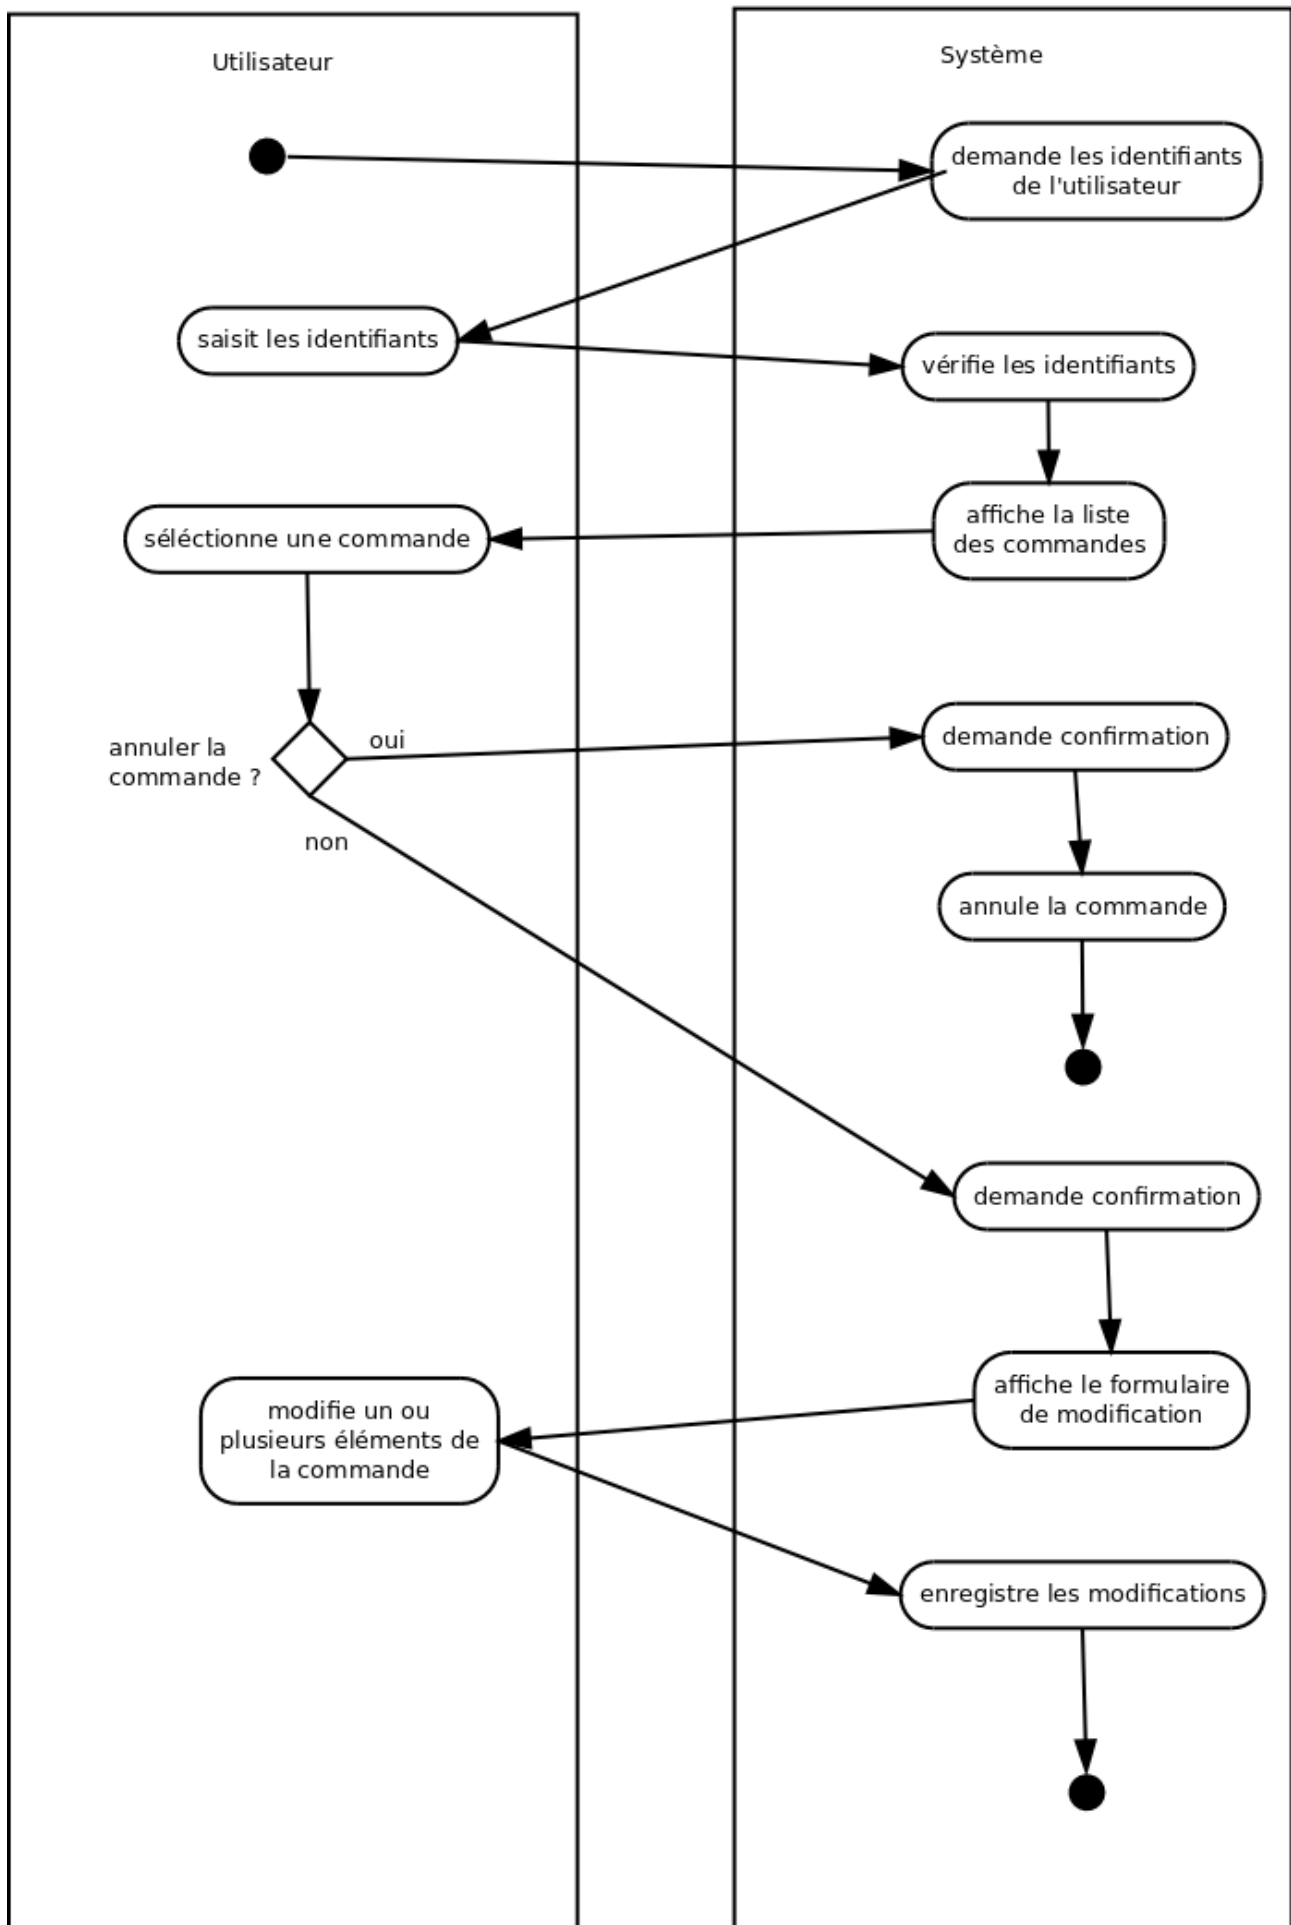 Utilisateur
Système
demande les identifiants
de l'utilisateur
saisit les identifiants
vérifie les identifiants
affiche la liste
des commandes
séléctionne une commande
annuler la
commande ?
oui
non
demande confirmation
annule la commande
demande confirmation
affiche le formulaire
de modification
modifie un ou
plusieurs éléments de
la commande
enregistre les modifications